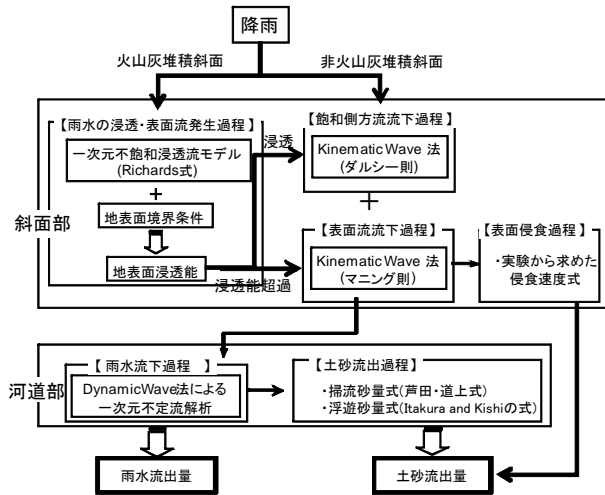 降雨
火山灰堆積斜面
非火山灰堆積斜面
斜面部
【雨水の浸透・表面流発生過程】
一次元不飽和浸透流モデル
(Richards式)
＋
地表面境界条件
地表面浸透能
浸透
浸透能超過
【飽和側方流流下過程】
Kinematic Wave 法
(ダルシー則)
＋
【表面流流下過程】
Kinematic Wave 法
(マニング則)
【表面侵食過程】
・実験から求めた
侵食速度式
河道部
【 雨水流下過程　】
DynamicWave法による
一次元不定流解析
【土砂流出過程】
・掃流砂量式(芦田・道上式)
・浮遊砂量式(Itakura and Kishiの式)
雨水流出量
土砂流出量